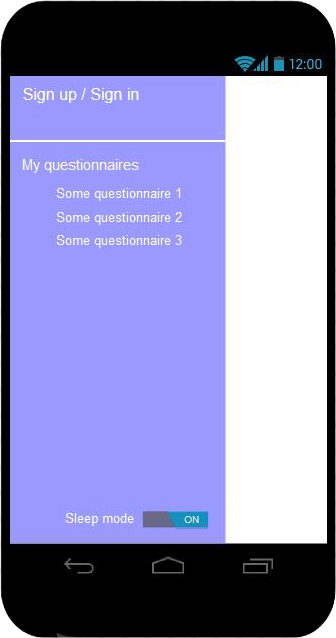 12:00
Sign up / Sign in
My questionnaires
Some questionnaire 1
Some questionnaire 2
Some questionnaire 3
Sleep mode ON